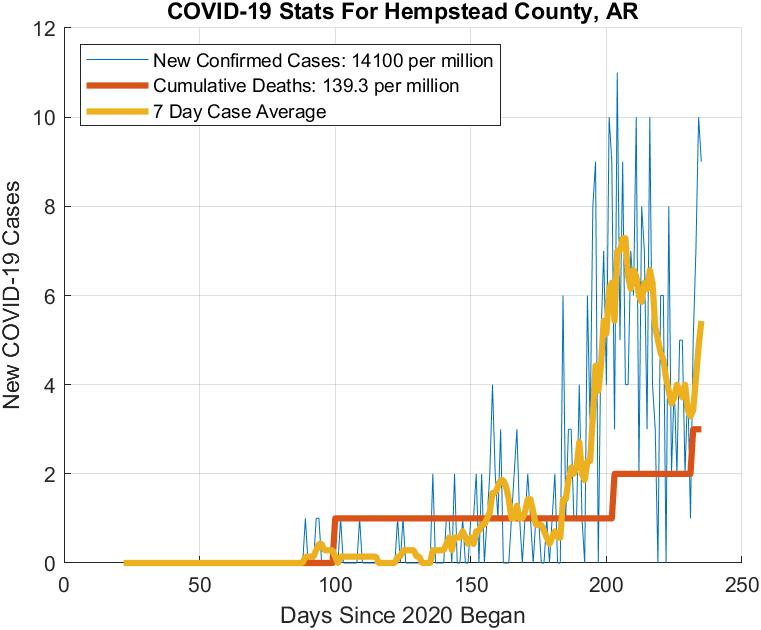 COVID-19 Stats For Hempstead County, AR
New Confirmed Cases: 14100 per million
Cumulative Deaths: 139.3 per million
7 Day Case Average
New COVID-19 Cases
12
10
8
6
4
2
0
0 50 100 150 200 250
Days Since 2020 Began